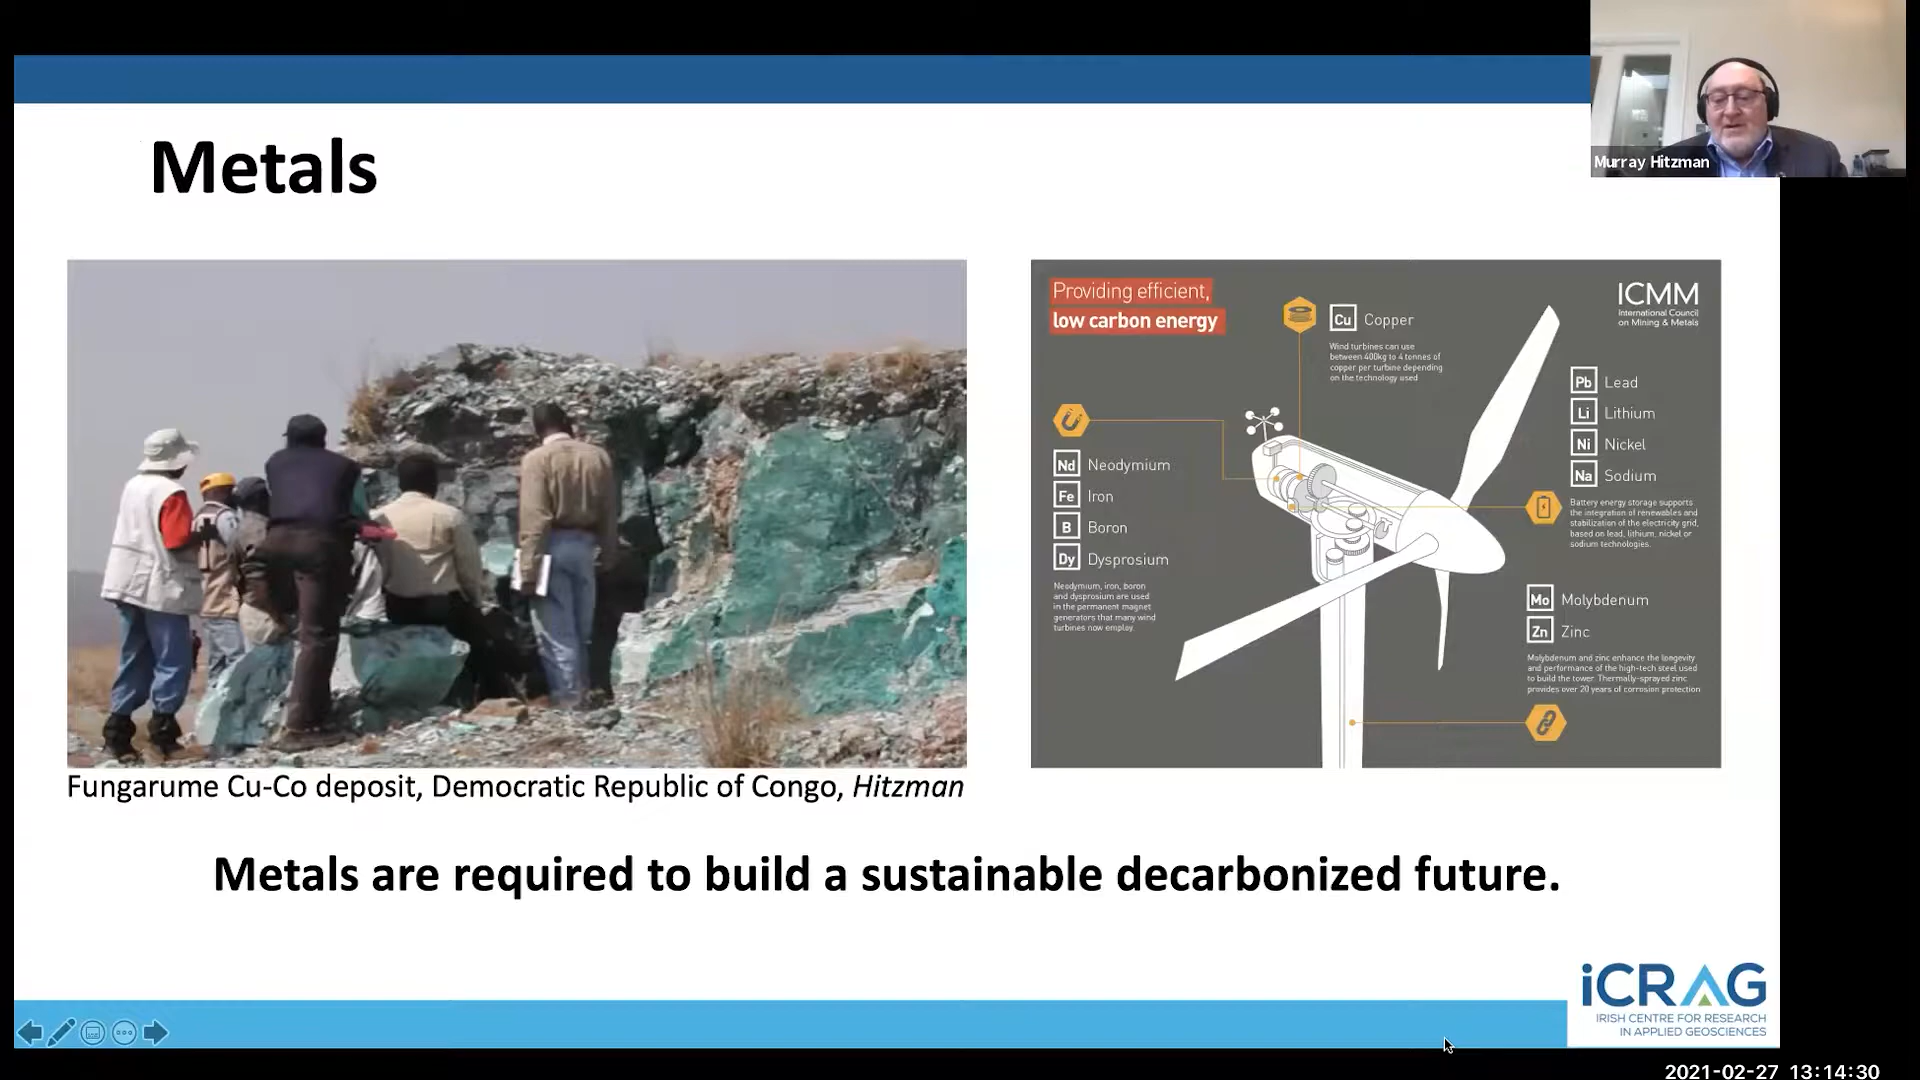 Murray Hitzman
Metals
Providing efficient,
low carbon energy
Cu Copper
Wind turbines can use
between 400kg to 4 tonnes of
copper per turbine depending
on the technology used
ICMM
International Council
on Mining & Metals
Pb Lead
Li Lithium
Ni Nickel
Na Sodium
Battery energy storage supports
the integration of renewables and
stabilization of the electricity grid,
based on lead, lithium, nickel or
sodium technologies.
Nd Neodymium
Fe Iron
B Boron
Dy Dysprosium
Neodymium, iron, boron
and dysprosium are used
in the permanent magnet
generators that many wind
turbines now employ.
Mo Molybdenum
Zn Zinc
Molybdenum and zinc enhance the longevity
and performance of the high-tech steel used
to build the tower. Thermally-sprayed zinc
provides over 20 years of corrosion protection
Fungarume Cu-Co deposit, Democratic Republic of Congo, Hitzman
Metals are required to build a sustainable decarbonized future.
iCRAG
IRISH CENTRE FOR RESEARCH
IN APPLIED GEOSCIENCES
2021-02-27 13:14:30